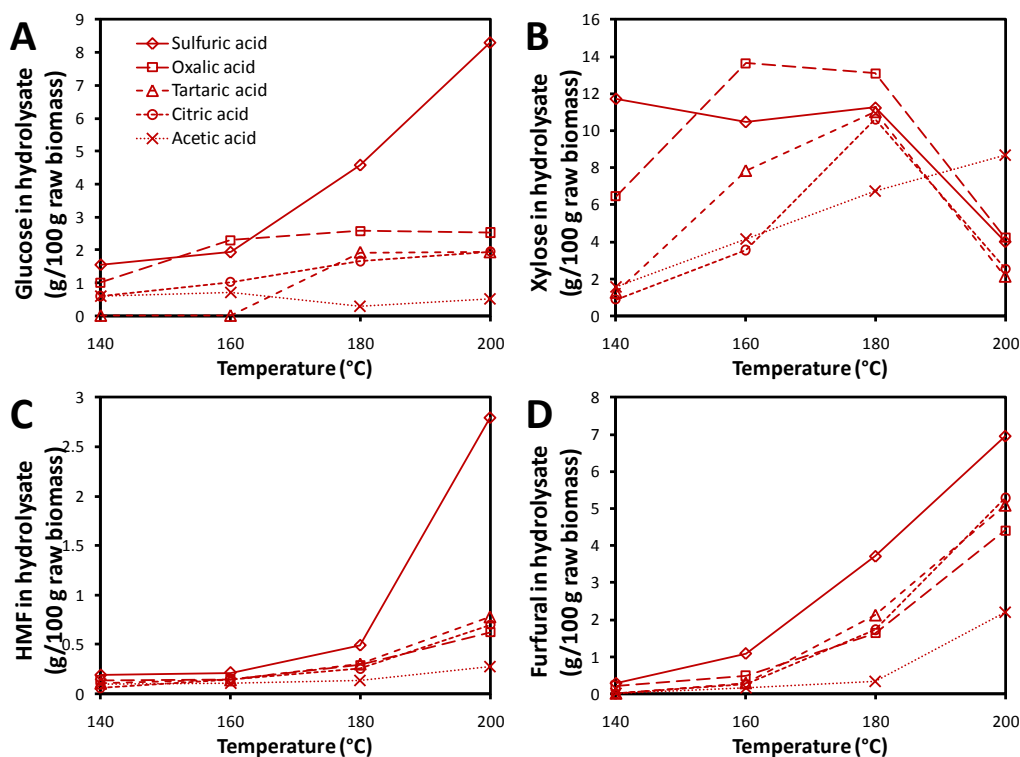 A
Glucose in hydrolysate
(g/100 g raw biomass)
9
8
7
6
5
4
3
2
1
0
Sulfuric acid
Oxalic acid
Tartaric acid
Citric acid
Acetic acid
140 160 180 200
Temperature (°C)
B
Xylose in hydrolysate
(g/100 g raw biomass)
16
14
12
10
8
6
4
2
0
140 160 180 200
Temperature (°C)
C
HMF in hydrolysate
(g/100 g raw biomass)
3
2.5
2
1.5
1
0.5
0
140 160 180 200
Temperature (°C)
D
Furfural in hydrolysate
(g/100 g raw biomass)
8
7
6
5
4
3
2
1
0
140 160 180 200
Temperature (°C)